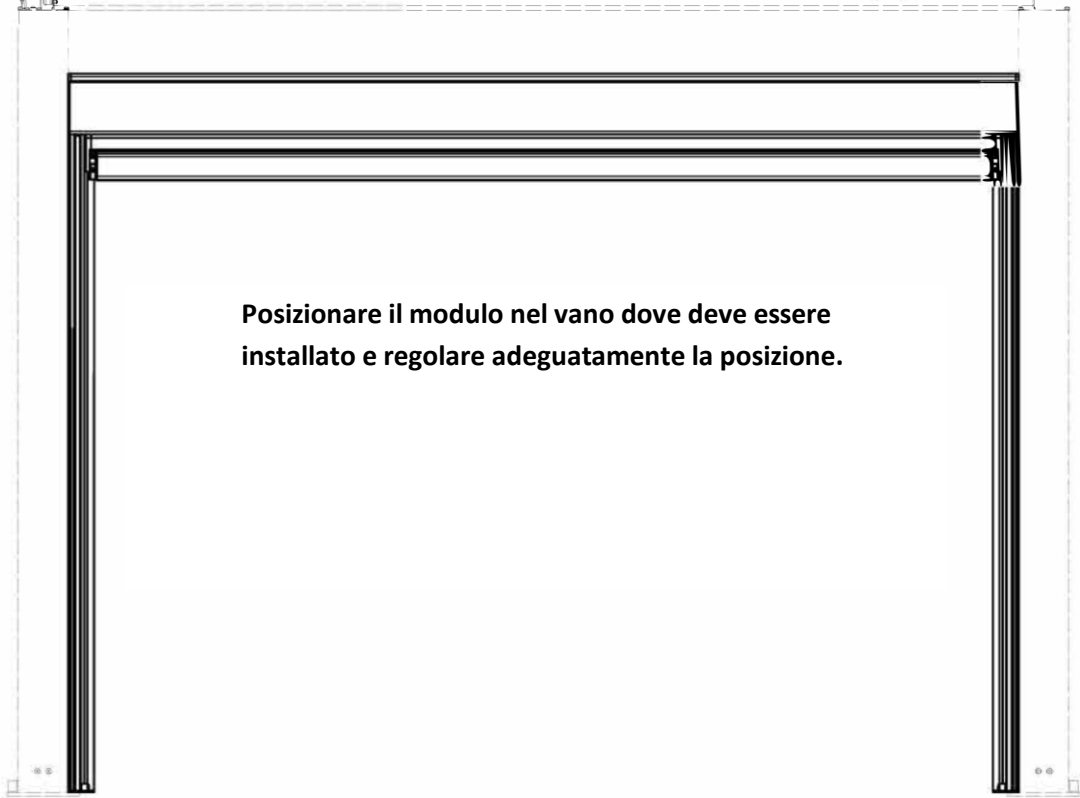 Posizionare il modulo nel vano dove deve essere
installato e regolare adeguatamente la posizione.